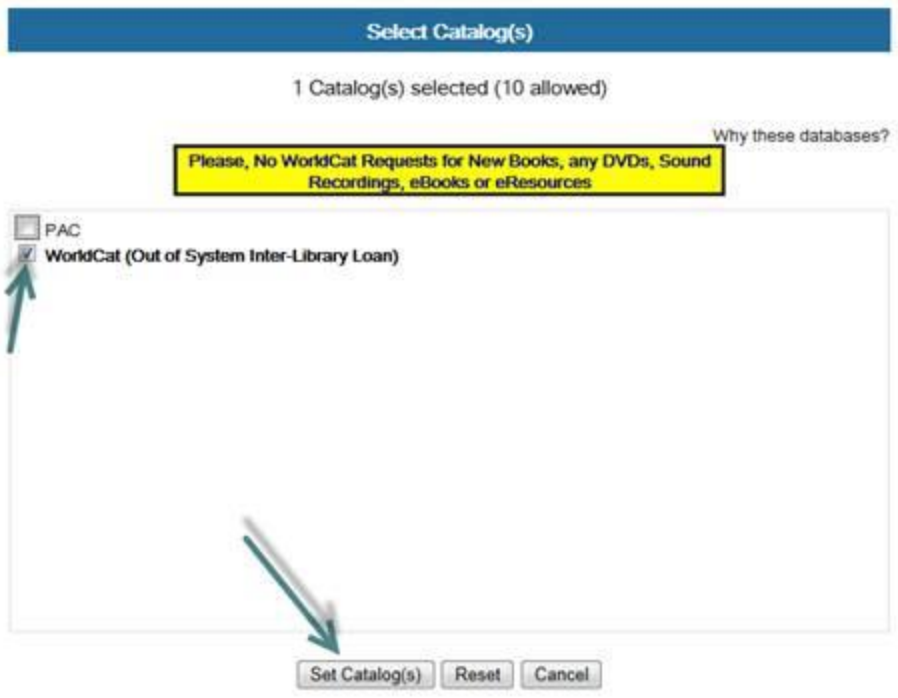 Select Catalog(s)
1 Catalog(s) selected (10 allowed)
Why these databases?
Please, No WorldCat Requests for New Books, any DVDs, Sound
Recordings, eBooks or eResources
PAC
WorldCat (Out of System Inter-Library Loan)
Set Catalog(s) Reset Cancel